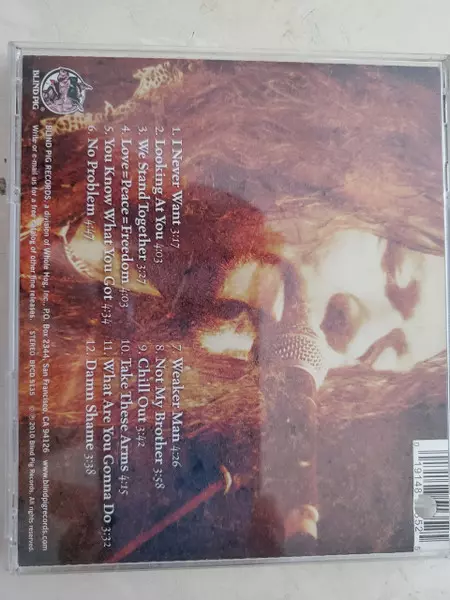 1. I Never Want 3:17
2. Looking At You 4:03
3. We Stand Together 3:27
4. Love=Peace=Freedom 4:03
5. You Know What You Got 4:34
6. No Problem 4:47
7. Weaker Man 4:26
8. Not My Brother 3:58
9. Chill Out 3:42
10. Take These Arms 4:15
11. What Are You Gonna Do 3:32
12. Damn Shame 3:38
BLIND PIG
BLIND PIG RECORDS, a division of Whole Hog, Inc., P.O. Box 2344, San Francisco, CA 94126 www.blindpigrecords.com
Write or e-mail us for a free catalog of other fine releases. STEREO BPCD 5135 © ℗ 2010 Blind Pig Records. All rights reserved.
0 19148
52 5